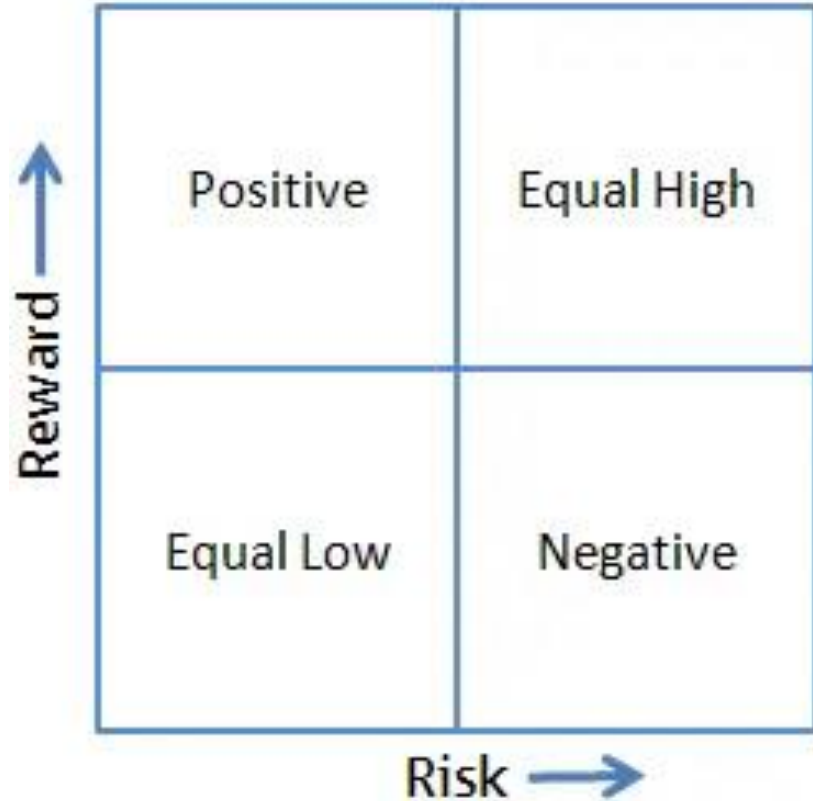 Positive
Equal High
Reward
Equal Low
Negative
Risk